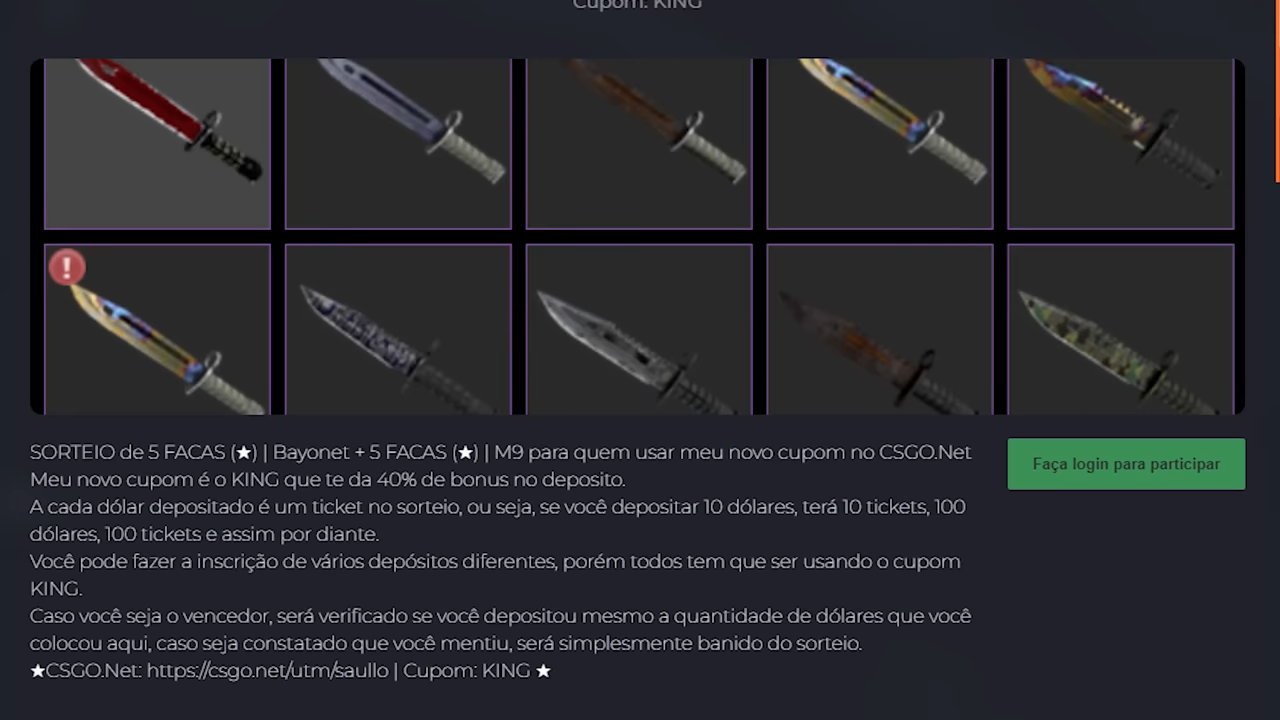 Cupom: KING
!
SORTEIO de 5 FACAS (★) | Bayonet + 5 FACAS (★) | M9 para quem usar meu novo cupom no CSGO.Net
Faça login para participar
Meu novo cupom é o KING que te da 40% de bonus no deposito.
A cada dólar depositado é um ticket no sorteio, ou seja, se você depositar 10 dólares, terá 10 tickets, 100
dólares, 100 tickets e assim por diante.
Você pode fazer a inscrição de vários depósitos diferentes, porém todos tem que ser usando o cupom
KING.
Caso você seja o vencedor, será verificado se você depositou mesmo a quantidade de dólares que você
colocou aqui, caso seja constatado que você mentiu, será simplesmente banido do sorteio.
★CSGO.Net: https://csgo.net/utm/saullo | Cupom: KING ★